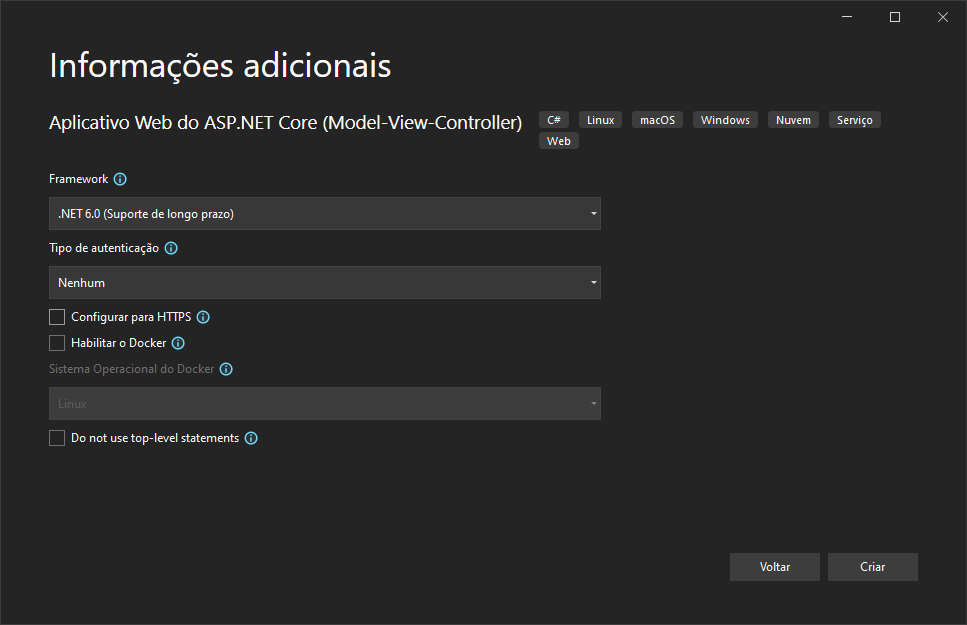 Informações adicionais
Aplicativo Web do ASP.NET Core (Model-View-Controller) C# Linux macOS Windows Nuvem Serviço
Web
Framework
.NET 6.0 (Suporte de longo prazo)
Tipo de autenticação
Nenhum
Configurar para HTTPS
Habilitar o Docker
Sistema Operacional do Docker
Linux
Do not use top-level statements
Voltar Criar